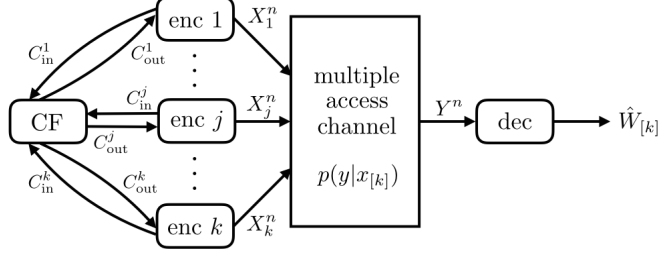 enc 1
X_1^n
C_in^1
C_out^1
multiple
access
channel
p(y|x_[k])
C_in^j
X_j^n
CF
enc j
Y^n
dec
Ŵ_[k]
C_out^j
C_in^k
C_out^k
enc k
X_k^n